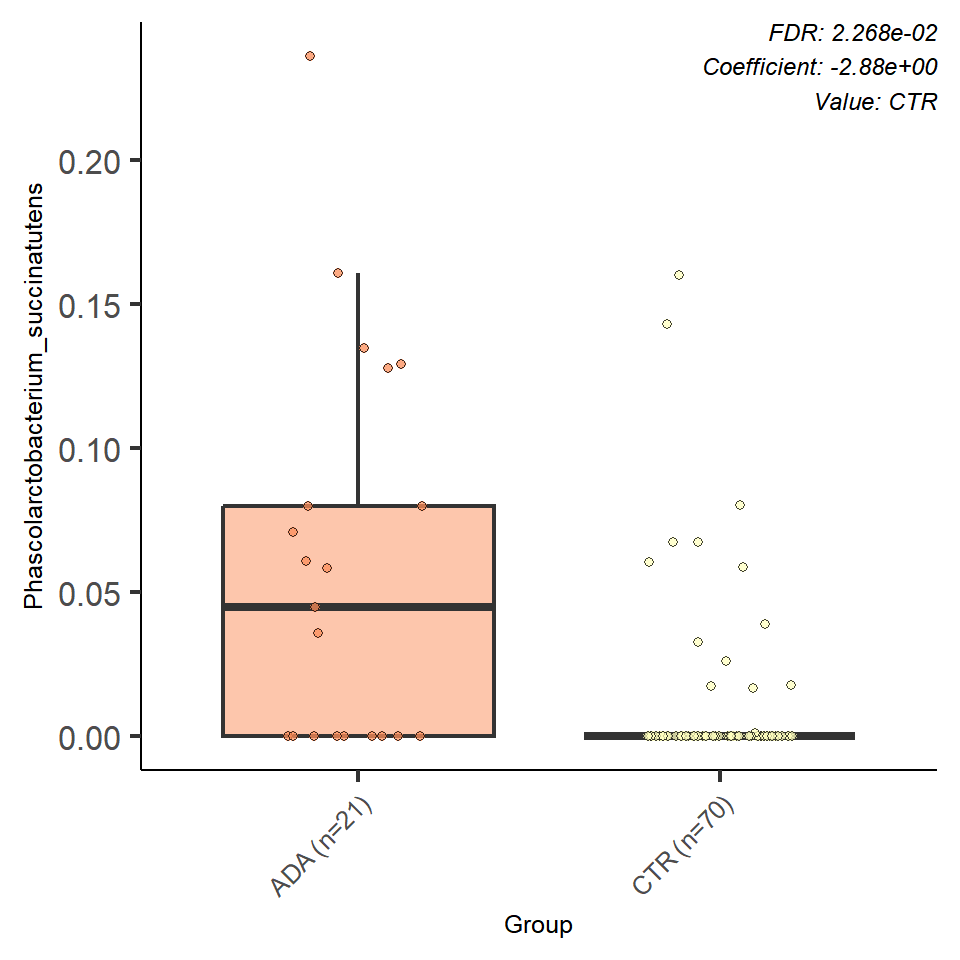 FDR: 2.268e-02
Coefficient: -2.88e+00
Value: CTR
Phascolarctobacterium_succinatutens
0.20
0.15
0.10
0.05
0.00
ADA (n=21)
CTR (n=70)
Group